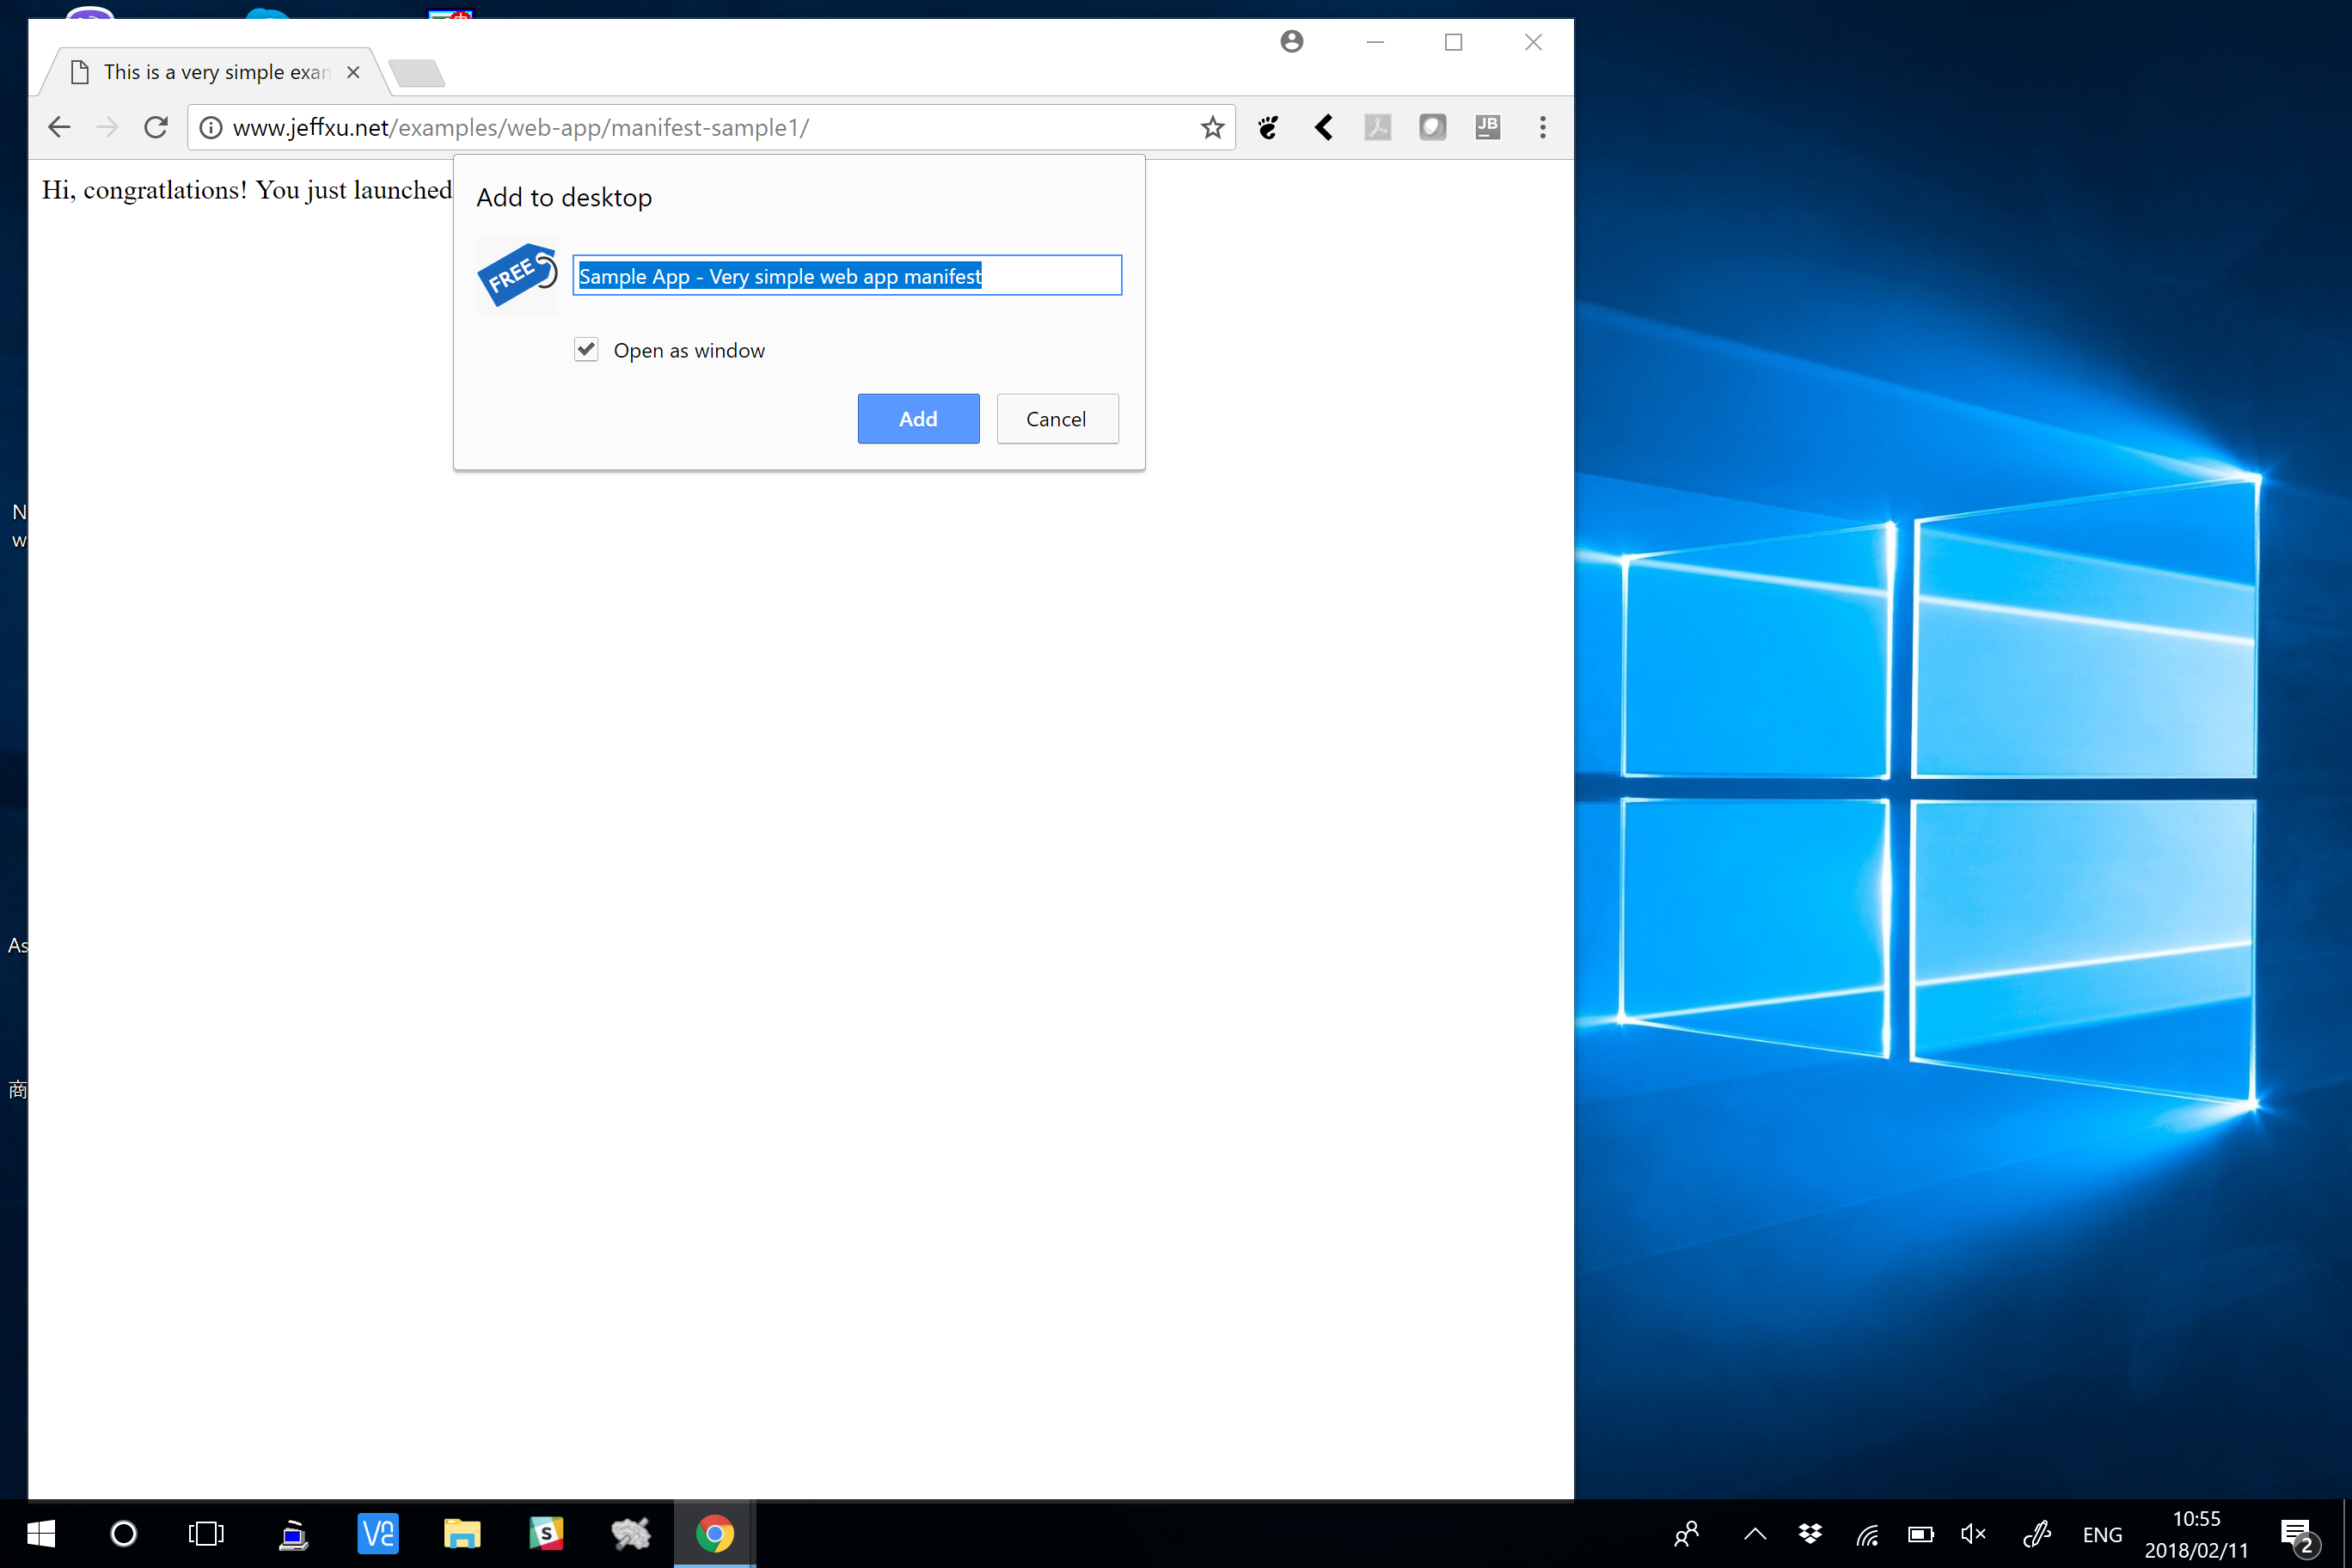 This is a very simple exan
www.jeffxu.net/examples/web-app/manifest-sample1/
JB
Hi, congratlations! You just launched
Add to desktop
FREE
Sample App - Very simple web app manifest
Open as window
Add
Cancel
N
w
As
商
V2
S
ENG
10:55
2018/02/11
2